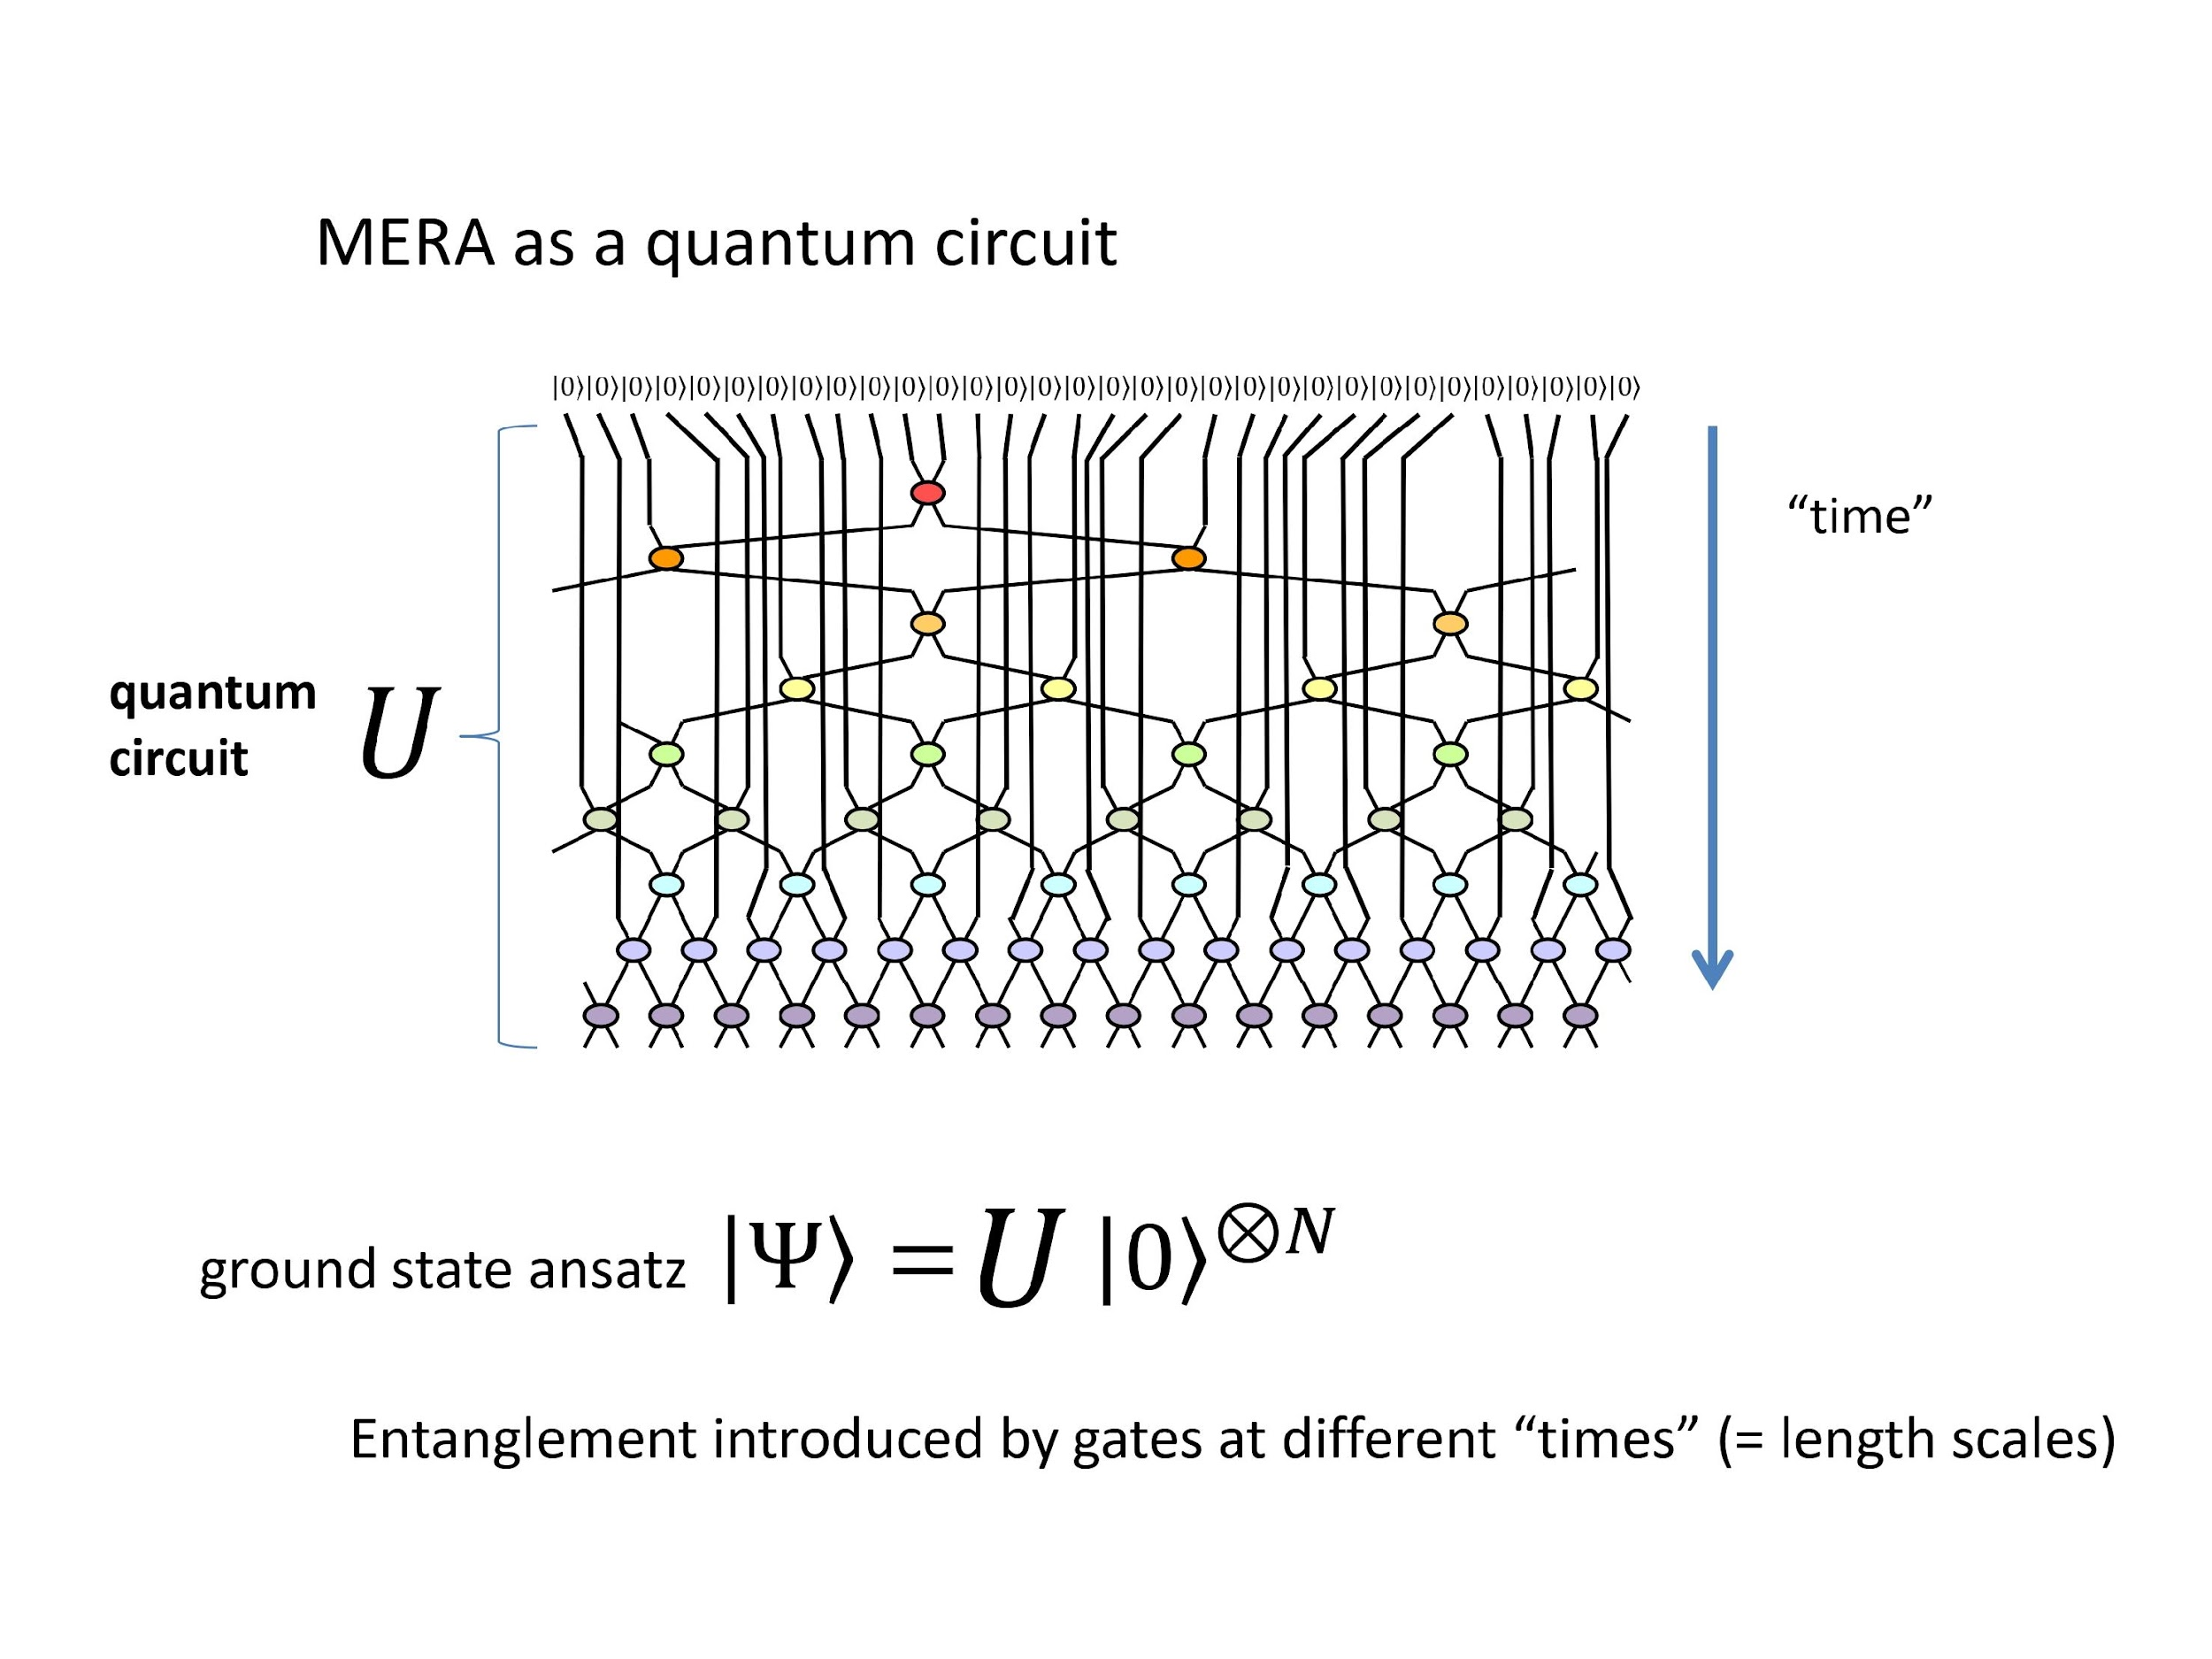 MERA as a quantum circuit
|0⟩|0⟩|0⟩|0⟩|0⟩|0⟩|0⟩|0⟩|0⟩|0⟩|0⟩|0⟩|0⟩|0⟩|0⟩|0⟩|0⟩|0⟩|0⟩|0⟩|0⟩|0⟩|0⟩|0⟩|0⟩|0⟩|0⟩|0⟩|0⟩|0⟩|0⟩|0⟩
“time”
quantum
circuit
U
ground state ansatz |Ψ⟩ = U |0⟩⊗N
Entanglement introduced by gates at different “times” (= length scales)